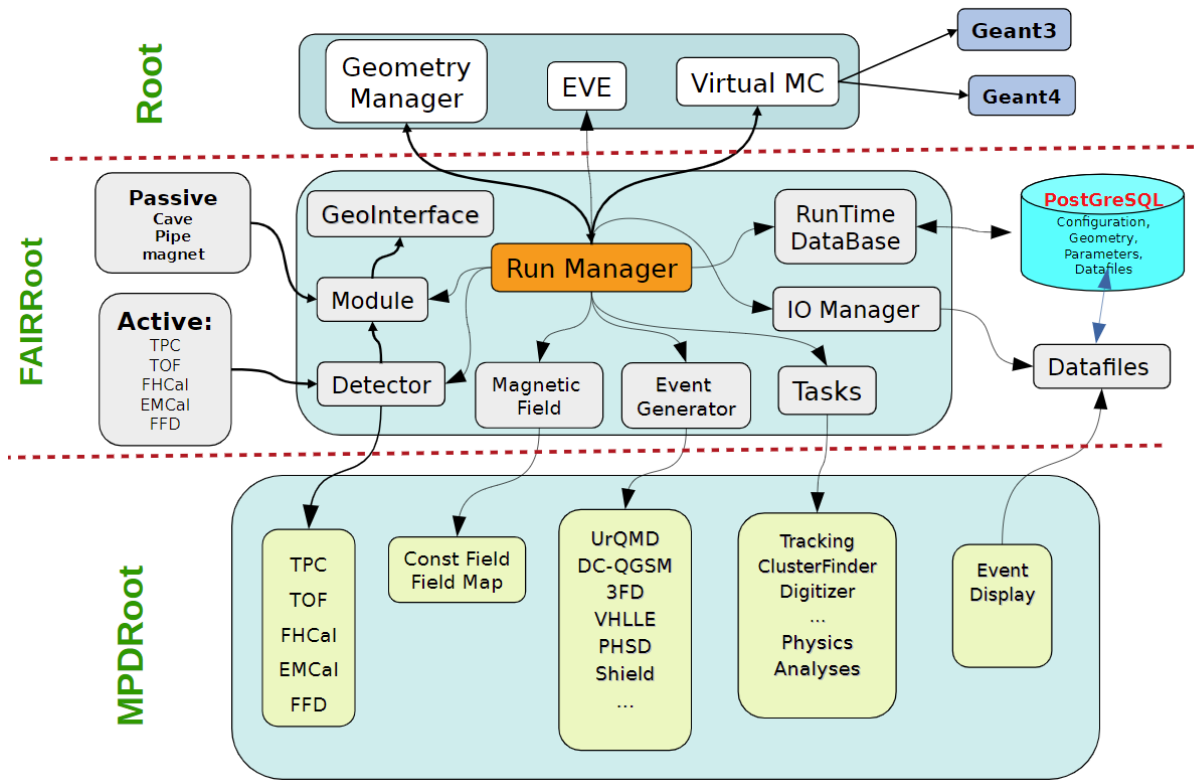 Root
Geometry
Manager
EVE
Virtual MC
Geant3
Geant4
FAIRRoot
Passive
Cave
Pipe
magnet
Active:
TPC
TOF
FHCal
EMCal
FFD
GeoInterface
Module
Detector
Run Manager
Magnetic
Field
Event
Generator
Tasks
RunTime
DataBase
IO Manager
PostGreSQL
Configuration,
Geometry,
Parameters,
Datafiles
Datafiles
MPDRoot
TPC
TOF
FHCal
EMCal
FFD
Const Field
Field Map
UrQMD
DC-QGSM
3FD
VHLLE
PHSD
Shield
...
Tracking
ClusterFinder
Digitizer
...
Physics
Analyses
Event
Display